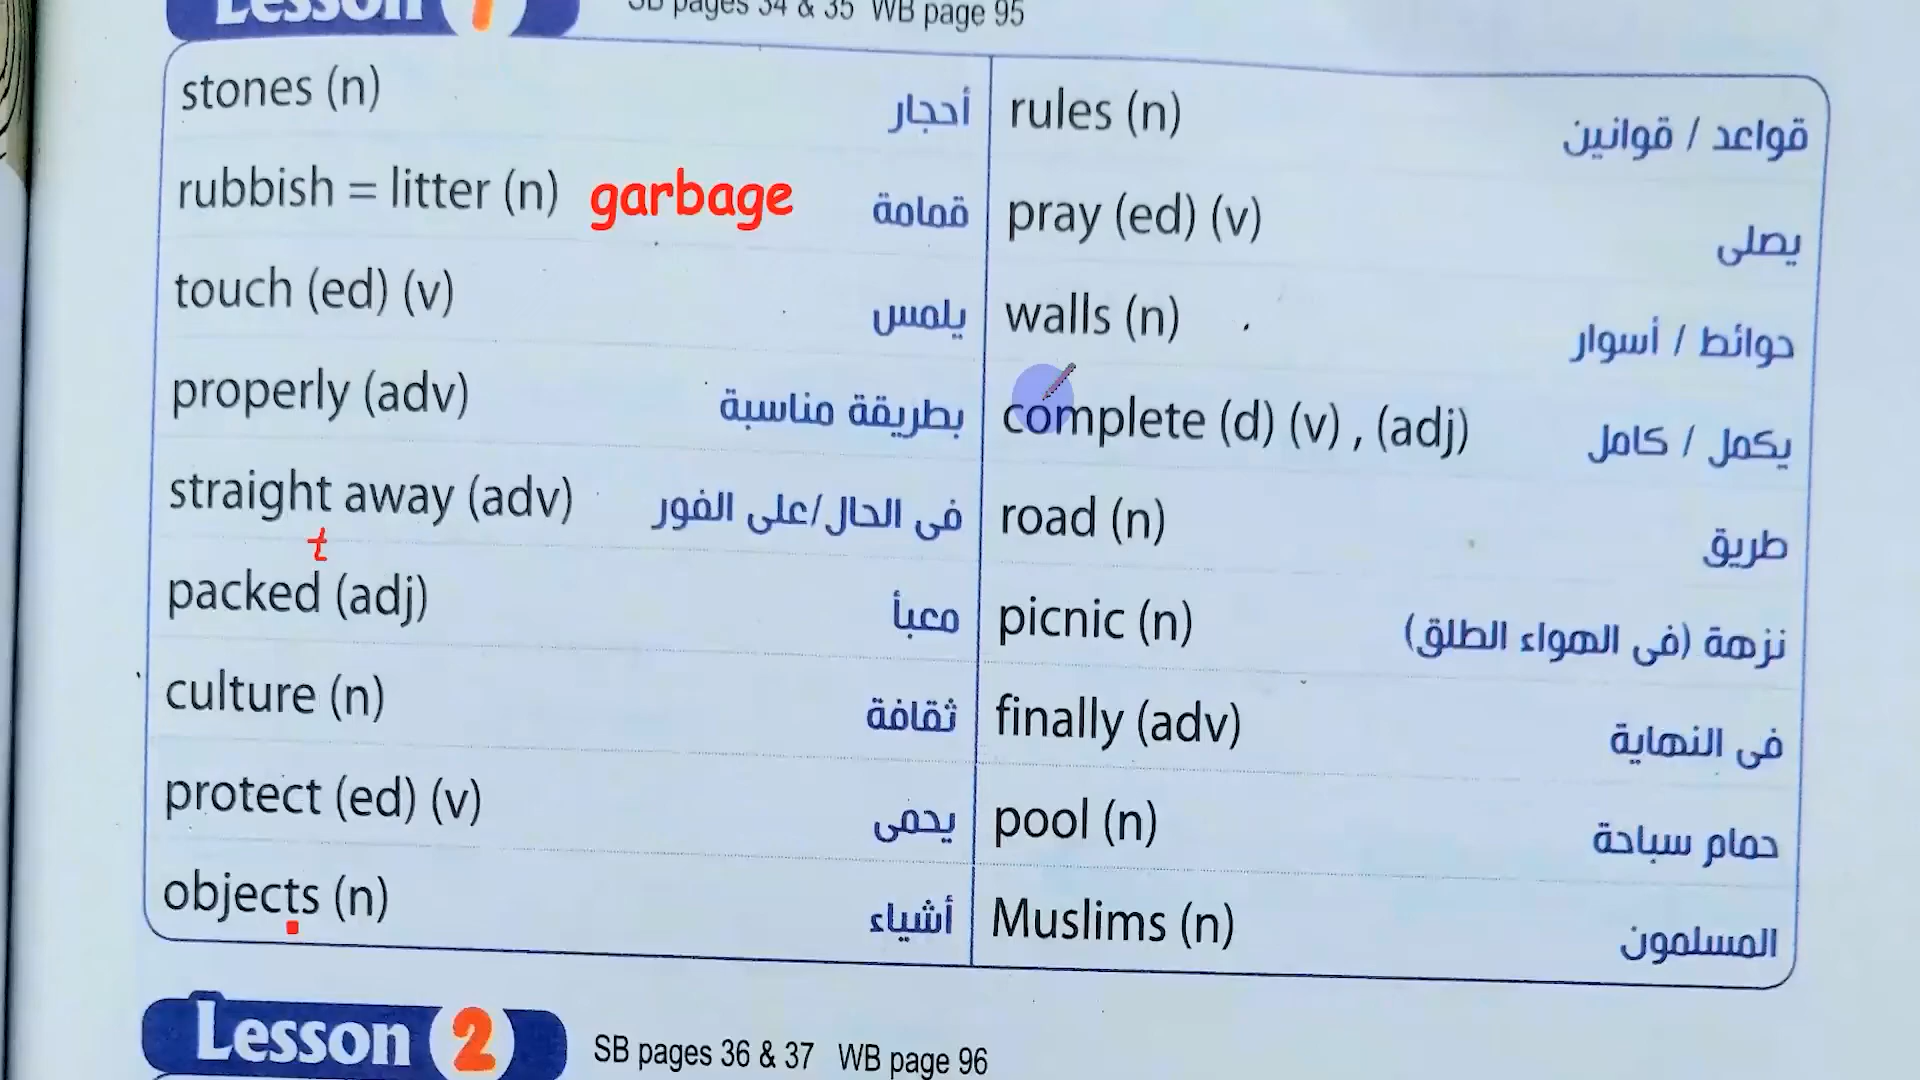 Lesson 1 SB pages 34 & 35 WB page 95
stones (n) أحجار
rubbish = litter (n) garbage قمامة
touch (ed) (v) يلمس
properly (adv) بطريقة مناسبة
straight away (adv) فى الحال/على الفور
t
packed (adj) معبأ
culture (n) ثقافة
protect (ed) (v) يحمى
objects (n) أشياء
rules (n) قواعد / قوانين
pray (ed) (v) يصلى
walls (n) حوائط / أسوار
complete (d) (v) , (adj) يكمل / كامل
road (n) طريق
picnic (n) نزهة (فى الهواء الطلق)
finally (adv) فى النهاية
pool (n) حمام سباحة
Muslims (n) المسلمون
Lesson 2 SB pages 36 & 37 WB page 96